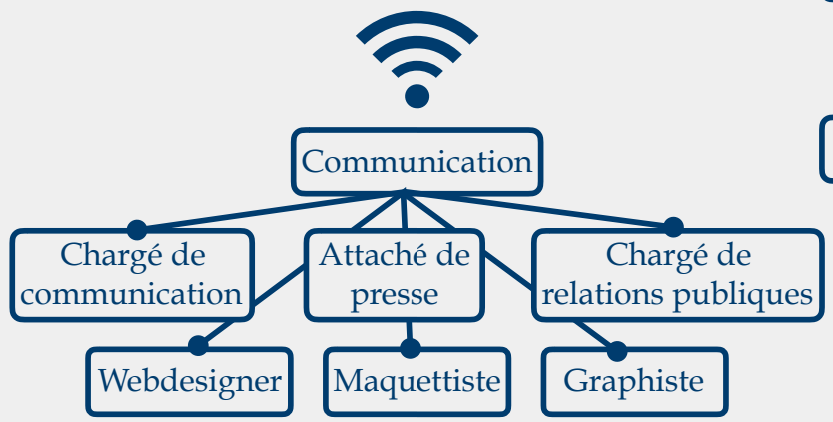 Communication
Chargé de
communication
Attaché de
presse
Chargé de
relations publiques
Webdesigner
Maquettiste
Graphiste